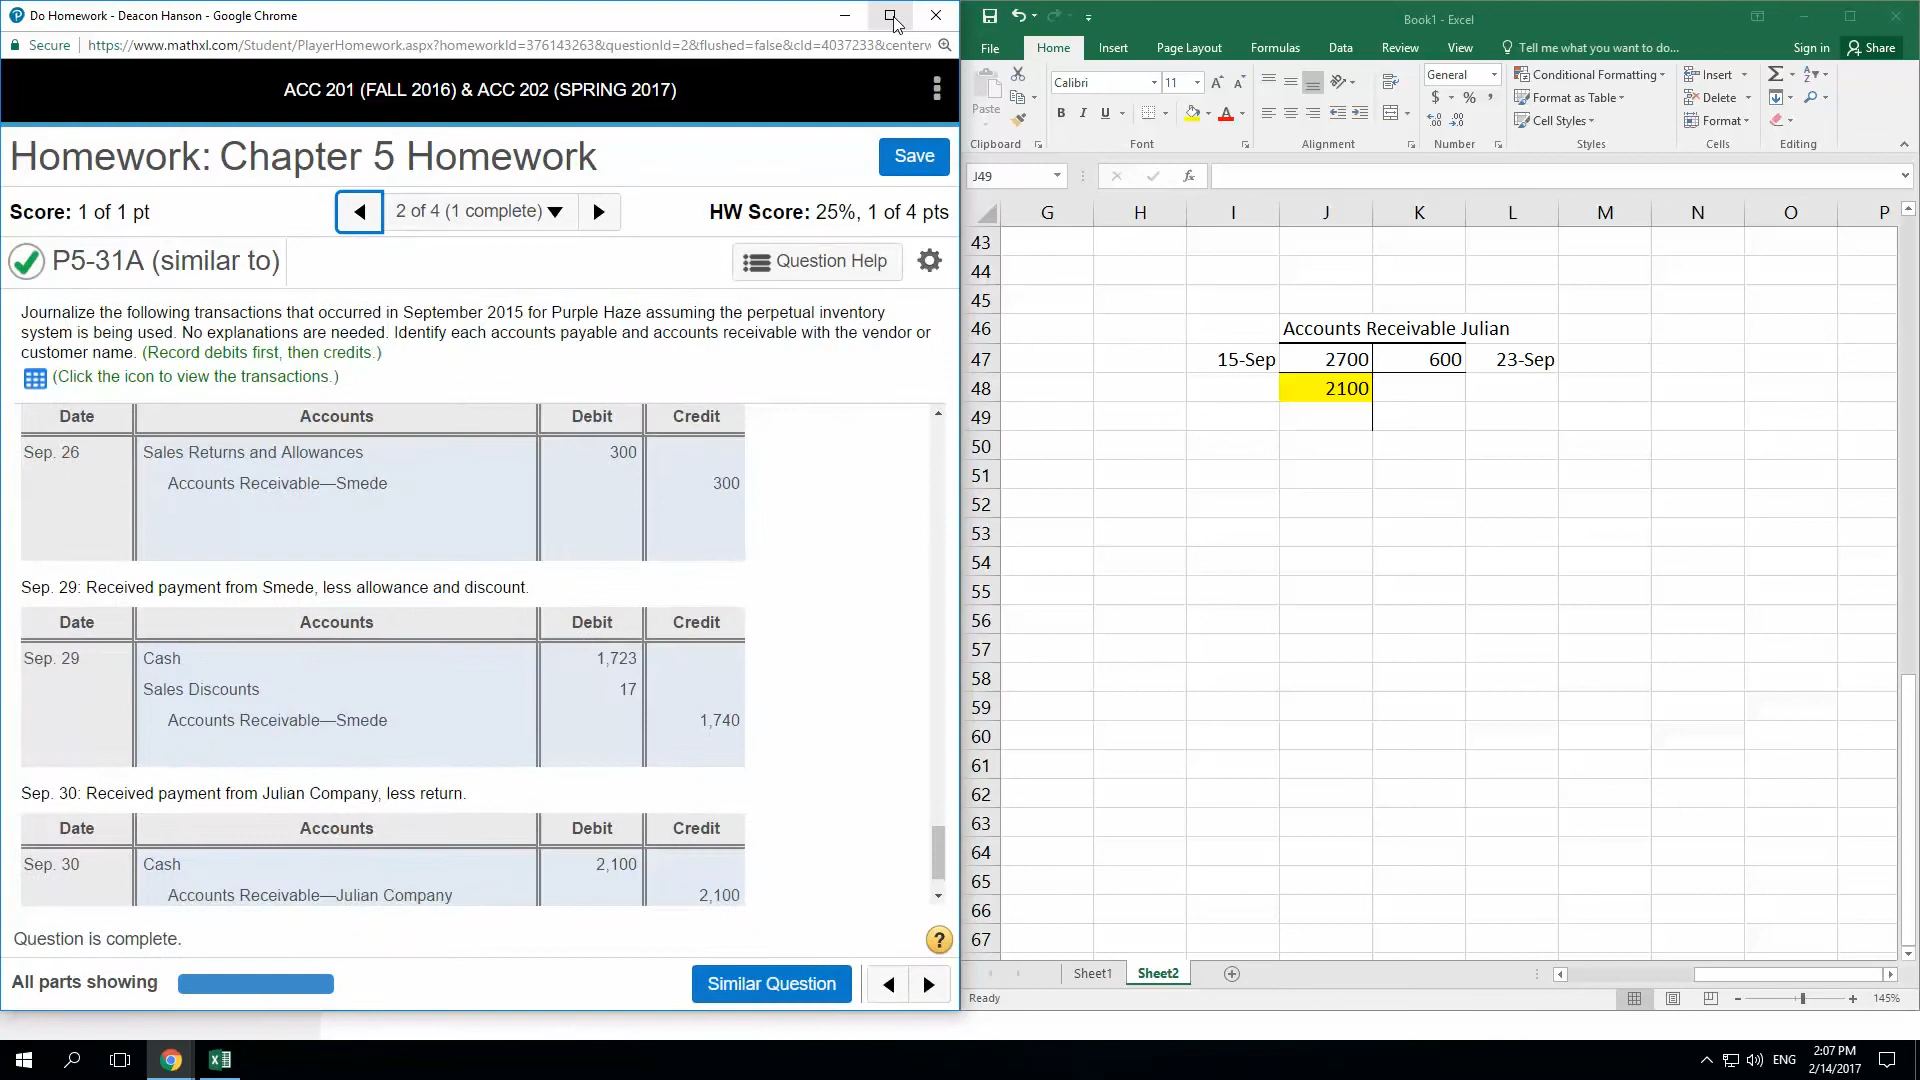 Do Homework - Deacon Hanson - Google Chrome
Secure https://www.mathxl.com/Student/PlayerHomework.aspx?homeworkId=376143263&questionId=2&flushed=false&cId=4037233&centerw
ACC 201 (FALL 2016) & ACC 202 (SPRING 2017)
Homework: Chapter 5 Homework
Save
Score: 1 of 1 pt
2 of 4 (1 complete)
HW Score: 25%, 1 of 4 pts
P5-31A (similar to)
Question Help
Journalize the following transactions that occurred in September 2015 for Purple Haze assuming the perpetual inventory
system is being used. No explanations are needed. Identify each accounts payable and accounts receivable with the vendor or
customer name. (Record debits first, then credits.)
(Click the icon to view the transactions.)
Date Accounts Debit Credit
Sep. 26 Sales Returns and Allowances 300
Accounts Receivable—Smede 300
Sep. 29: Received payment from Smede, less allowance and discount.
Date Accounts Debit Credit
Sep. 29 Cash 1,723
Sales Discounts 17
Accounts Receivable—Smede 1,740
Sep. 30: Received payment from Julian Company, less return.
Date Accounts Debit Credit
Sep. 30 Cash 2,100
Accounts Receivable—Julian Company 2,100
Question is complete.
?
All parts showing
Similar Question
Book1 - Excel
File Home Insert Page Layout Formulas Data Review View Tell me what you want to do... Sign in Share
Paste
Calibri 11
B I U
General
$ % ,
Conditional Formatting
Format as Table
Cell Styles
Insert
Delete
Format
Clipboard Font Alignment Number Styles Cells Editing
J49 fx
G H I J K L M N O P
43
44
45
46 Accounts Receivable Julian
47 15-Sep 2700 600 23-Sep
48 2100
49
50
51
52
53
54
55
56
57
58
59
60
61
62
63
64
65
66
67
Sheet1 Sheet2
Ready 145%
ENG
2:07 PM
2/14/2017